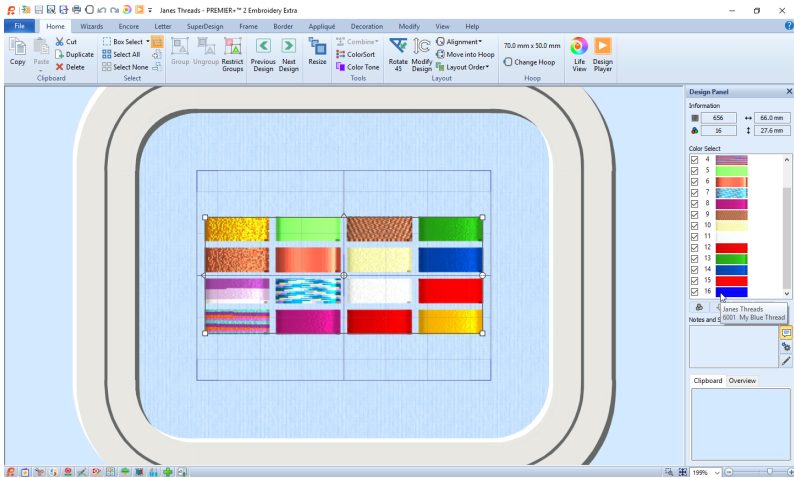 Janes Threads - PREMIER+™ 2 Embroidery Extra
File Home Wizards Encore Letter SuperDesign Frame Border Appliqué Decoration Modify View Help
Copy
Paste
Cut
Duplicate
Delete
Clipboard
Box Select
Select All
Select None
Select
Group
Ungroup
Restrict
Groups
Previous
Design
Next
Design
Resize
Combine
ColorSort
Color Tone
Tools
Rotate
45
Modify
Design
Alignment
Move into Hoop
Layout Order
Layout
70.0 mm x 50.0 mm
Change Hoop
Hoop
Life
View
Design
Player
Design Panel
Information
656 66.0 mm
16 27.6 mm
Color Select
4
5
6
7
8
9
10
11
12
13
14
15
16
Janes Threads
6001 My Blue Thread
Notes and S
Clipboard Overview
199%